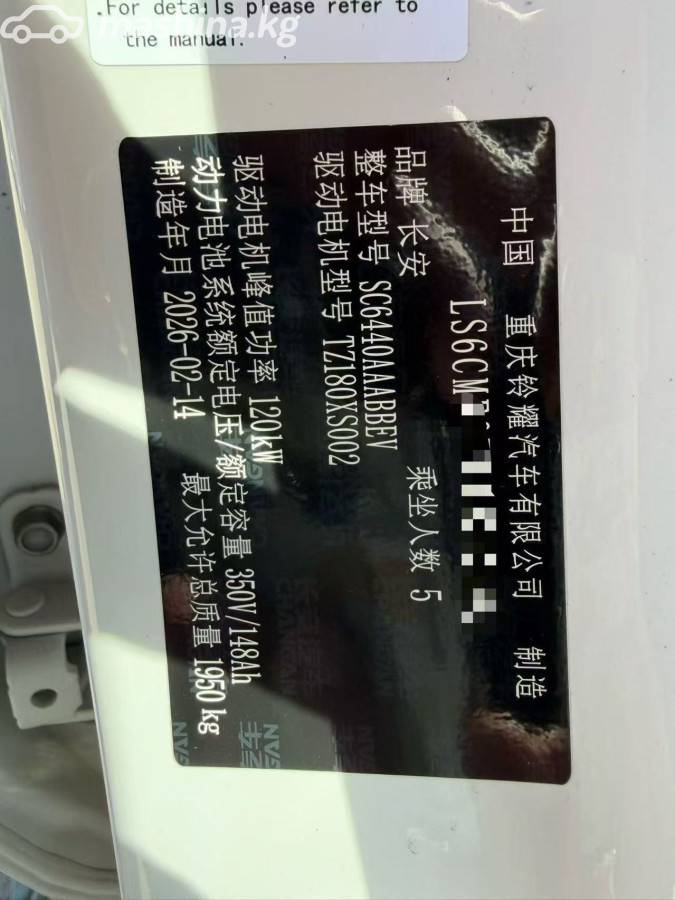 .For details please refer to
the manual.
mashina.kg
中国 重庆铃耀汽车有限公司 制造
LS6CM
品牌 长安 乘坐人数 5
整车型号 SC6440AAABBEV
驱动电机型号 TZ180XS002
驱动电机峰值功率 120kW
动力电池系统额定电压/额定容量 350V/148Ah
制造年月 2026-02-14 最大允许总质量 1950kg